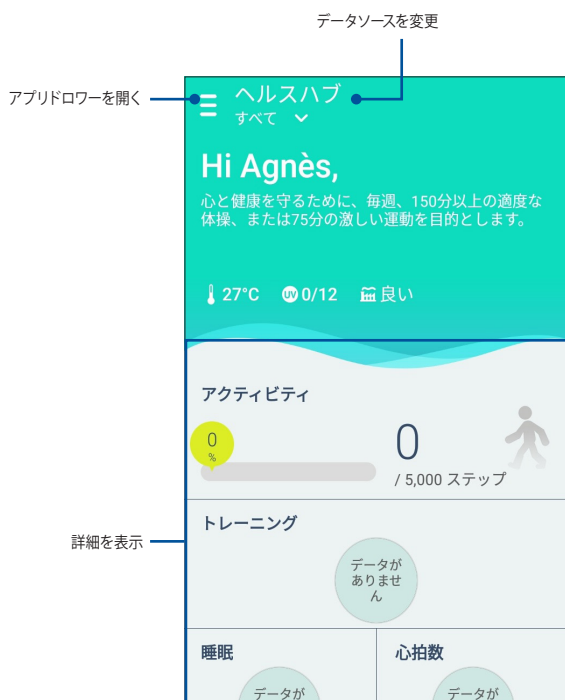 データソースを変更
アプリドロワーを開く
ヘルスハブ
すべて
Hi Agnès,
心と健康を守るために、毎週、150分以上の適度な
体操、または75分の激しい運動を目的とします。
27°C UV 0/12 良い
アクティビティ
0
%
0
/ 5,000 ステップ
詳細を表示
トレーニング
データが
ありませ
ん
睡眠 心拍数
データが データが